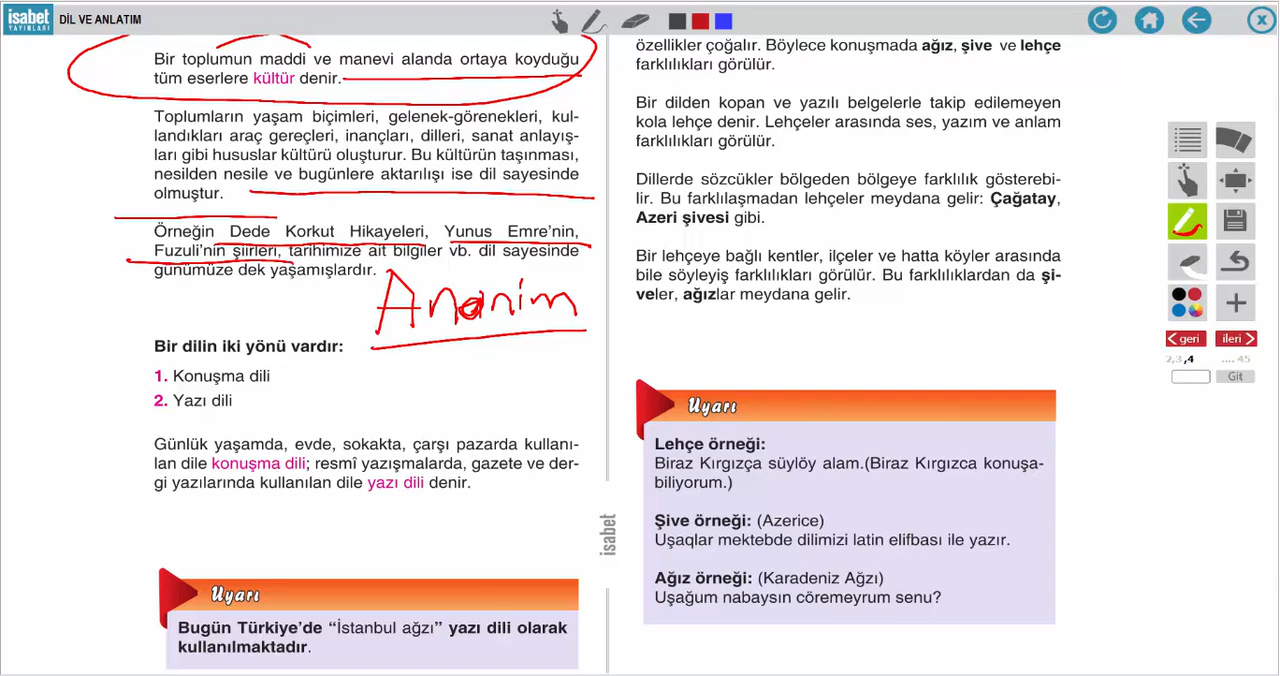 isabet
YAYINLARI
DİL VE ANLATIM
Bir toplumun maddi ve manevi alanda ortaya koyduğu
tüm eserlere kültür denir.
Toplumların yaşam biçimleri, gelenek-görenekleri, kul-
landıkları araç gereçleri, inançları, dilleri, sanat anlayış-
ları gibi hususlar kültürü oluşturur. Bu kültürün taşınması,
nesilden nesile ve bugünlere aktarılışı ise dil sayesinde
olmuştur.
Örneğin Dede Korkut Hikayeleri, Yunus Emre'nin,
Fuzuli'nin şiirleri, tarihimize ait bilgiler vb. dil sayesinde
günümüze dek yaşamışlardır.
Ananim
Bir dilin iki yönü vardır:
1. Konuşma dili
2. Yazı dili
Günlük yaşamda, evde, sokakta, çarşı pazarda kullanı-
lan dile konuşma dili; resmî yazışmalarda, gazete ve der-
gi yazılarında kullanılan dile yazı dili denir.
Uyarı
Bugün Türkiye'de “İstanbul ağzı” yazı dili olarak
kullanılmaktadır.
isabet
özellikler çoğalır. Böylece konuşmada ağız, şive ve lehçe
farklılıkları görülür.
Bir dilden kopan ve yazılı belgelerle takip edilemeyen
kola lehçe denir. Lehçeler arasında ses, yazım ve anlam
farklılıkları görülür.
Dillerde sözcükler bölgeden bölgeye farklılık gösterebi-
lir. Bu farklılaşmadan lehçeler meydana gelir: Çağatay,
Azeri şivesi gibi.
Bir lehçeye bağlı kentler, ilçeler ve hatta köyler arasında
bile söyleyiş farklılıkları görülür. Bu farklılıklardan da şi-
veler, ağızlar meydana gelir.
Uyarı
Lehçe örneği:
Biraz Kırgızça süylöy alam.(Biraz Kırgızca konuşa-
biliyorum.)
Şive örneği: (Azerice)
Uşaqlar mektebde dilimizi latin elifbası ile yazır.
Ağız örneği: (Karadeniz Ağzı)
Uşağum nabaysın cöremeyrum senu?
geri ileri
2,3,4 .... 45
Git